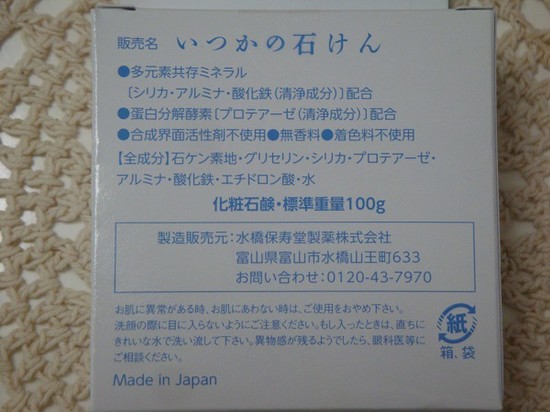 販売名 いつかの石けん
●多元素共存ミネラル
〔シリカ・アルミナ・酸化鉄(清浄成分)〕配合
●蛋白分解酵素〔プロテアーゼ(清浄成分)〕配合
●合成界面活性剤不使用●無香料●着色料不使用
【全成分】石ケン素地・グリセリン・シリカ・プロテアーゼ・
アルミナ・酸化鉄・エチドロン酸・水
化粧石鹸・標準重量100g
製造販売元:水橋保寿堂製薬株式会社
富山県富山市水橋山王町633
お問い合わせ:0120-43-7970
お肌に異常がある時、お肌にあわない時は、ご使用をおやめ下さい。
洗顔の際に目に入らないようにご注意ください。もし入ったときは、直ちに
きれいな水で洗い流して下さい。異物感が残るようでしたら、眼科医等に
ご相談ください。
紙
箱、袋
Made in Japan